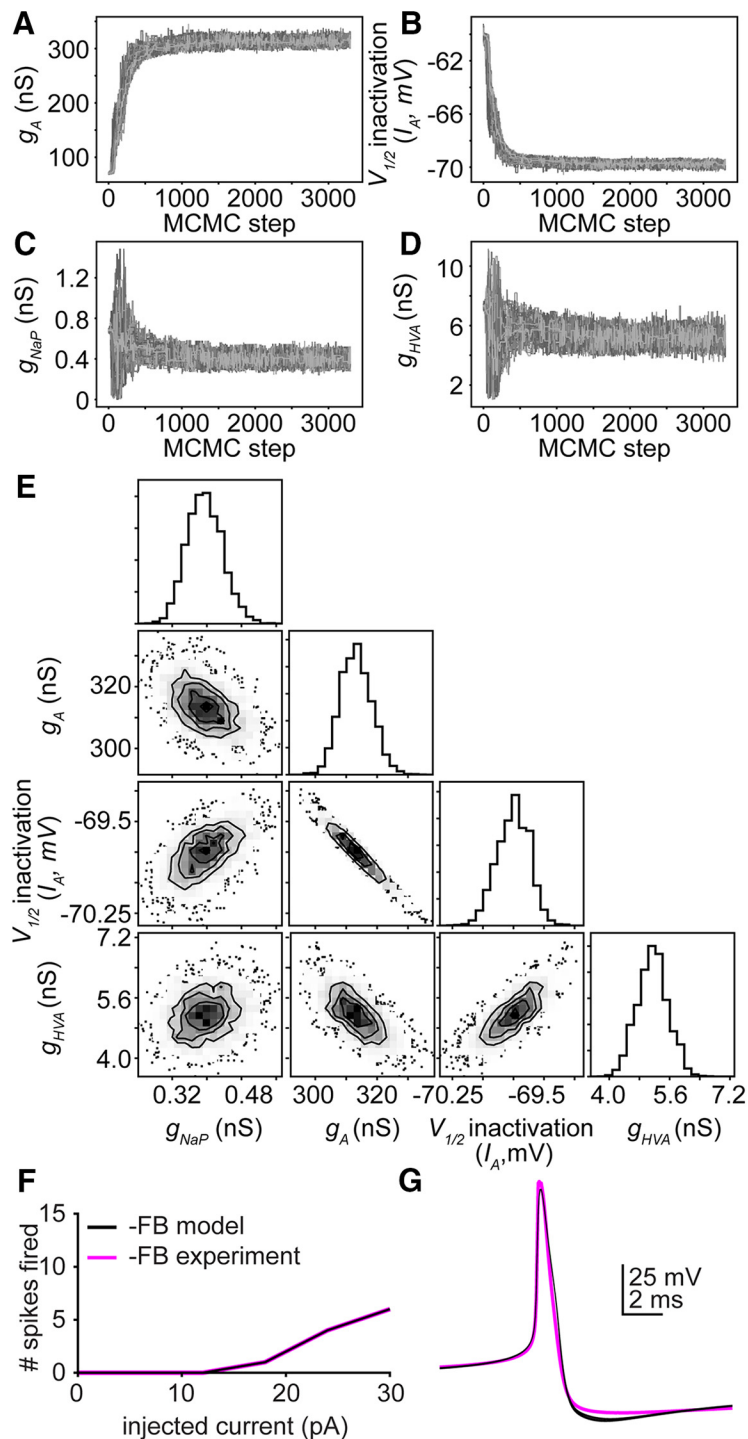 A
g_A (nS)
300
200
100
0 1000 2000 3000
MCMC step
B
V_1/2 inactivation
(I_A, mV)
-62
-66
-70
0 1000 2000 3000
MCMC step
C
g_NaP (nS)
1.2
0.8
0.4
0
0 1000 2000 3000
MCMC step
D
g_HVA (nS)
10
6
2
0 1000 2000 3000
MCMC step
E
g_A (nS)
320
300
V_1/2 inactivation
(I_A, mV)
-69.5
-70.25
g_HVA (nS)
7.2
5.6
4.0
0.32 0.48
g_NaP (nS)
300 320
g_A (nS)
-70.25 -69.5
V_1/2 inactivation
(I_A,mV)
4.0 5.6 7.2
g_HVA (nS)
F
# spikes fired
15
10
5
0
-FB model
-FB experiment
0 10 20 30
injected current (pA)
G
25 mV
2 ms